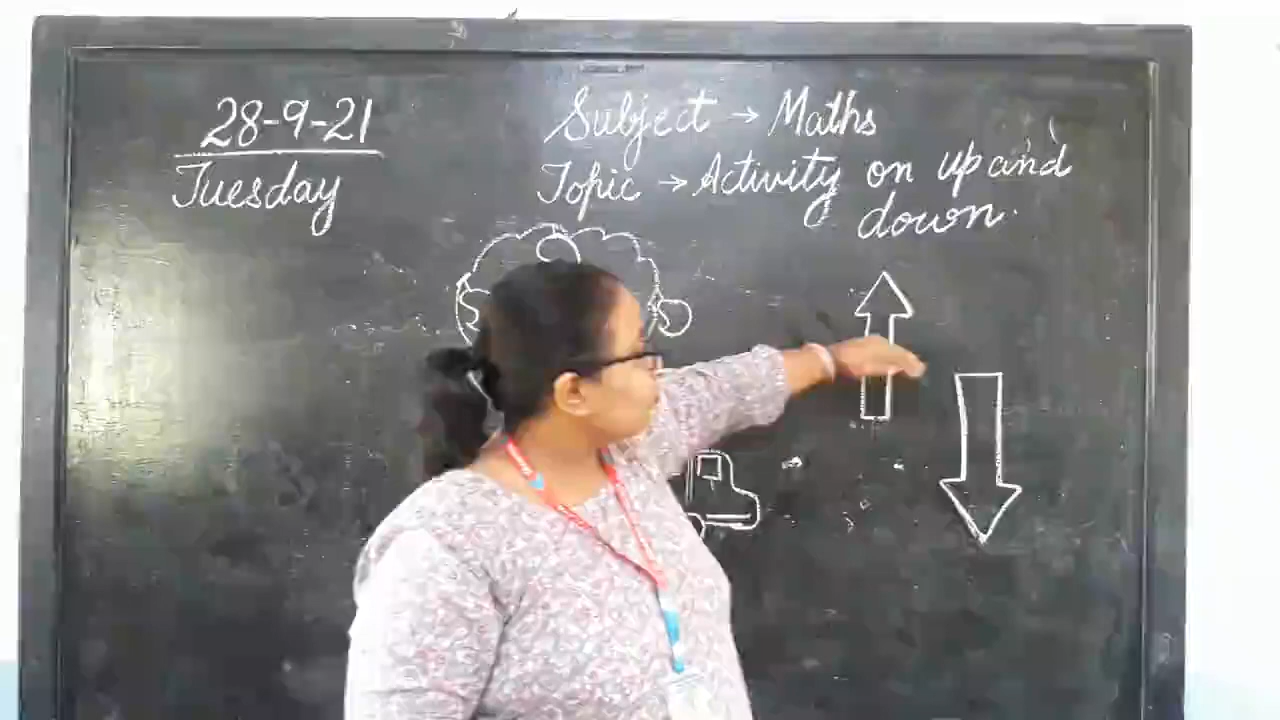 28-9-21
Tuesday
Subject → Maths
Topic → Activity on up and
down.